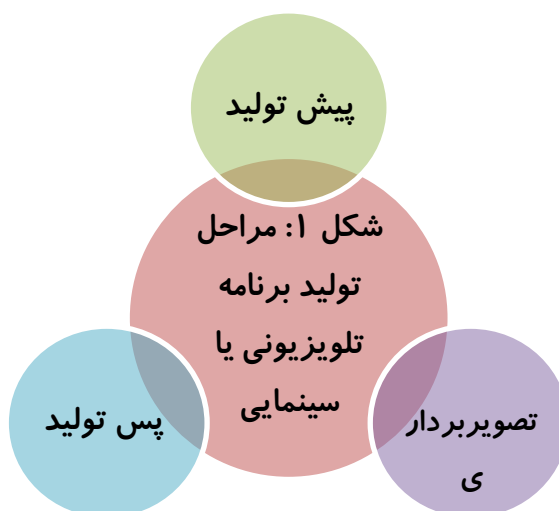 پیش تولید
شکل ۱: مراحل
تولید برنامه
تلویزیونی یا
سینمایی
تصویربردار
ی
پس تولید